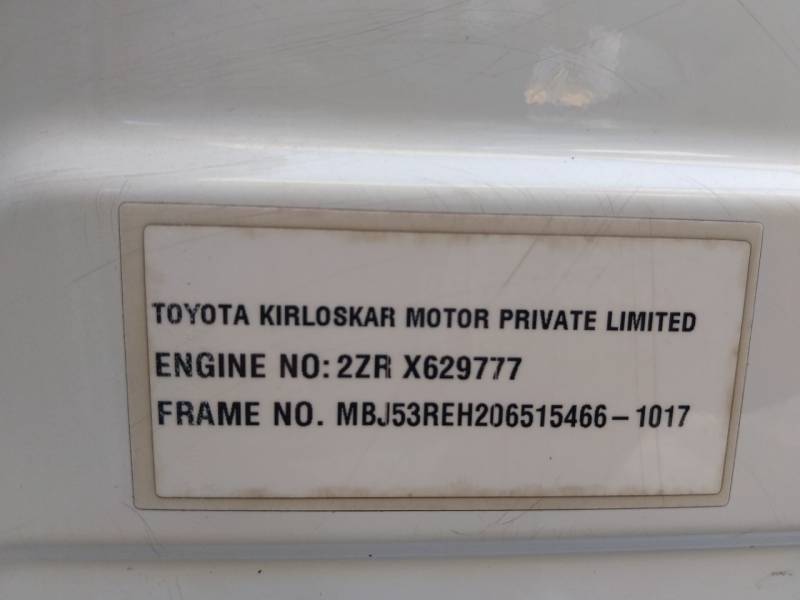 TOYOTA KIRLOSKAR MOTOR PRIVATE LIMITED
ENGINE NO: 2ZR X629777
FRAME NO. MBJ53REH206515466-1017